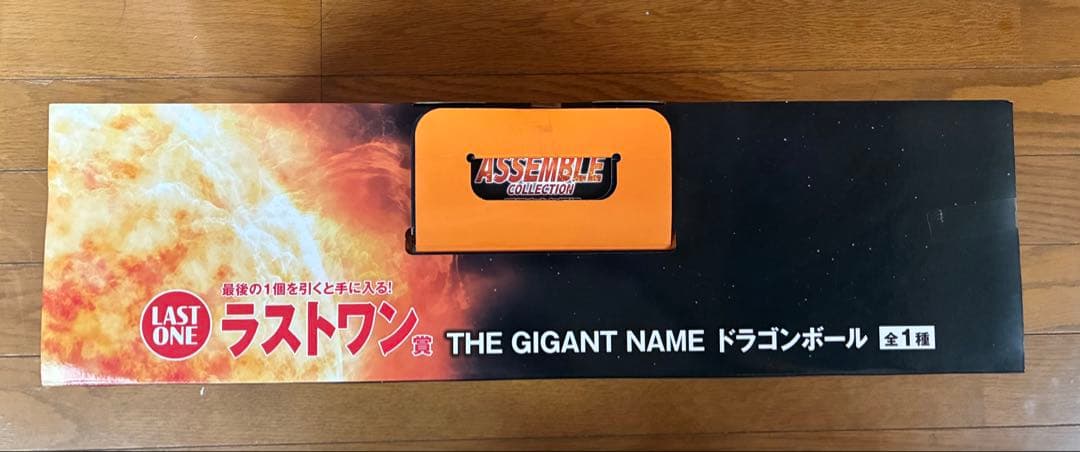 ASSEMBLE
COLLECTION
最後の1個を引くと手に入る!
LAST
ONE
ラストワン賞
THE GIGANT NAME ドラゴンボール 全1種